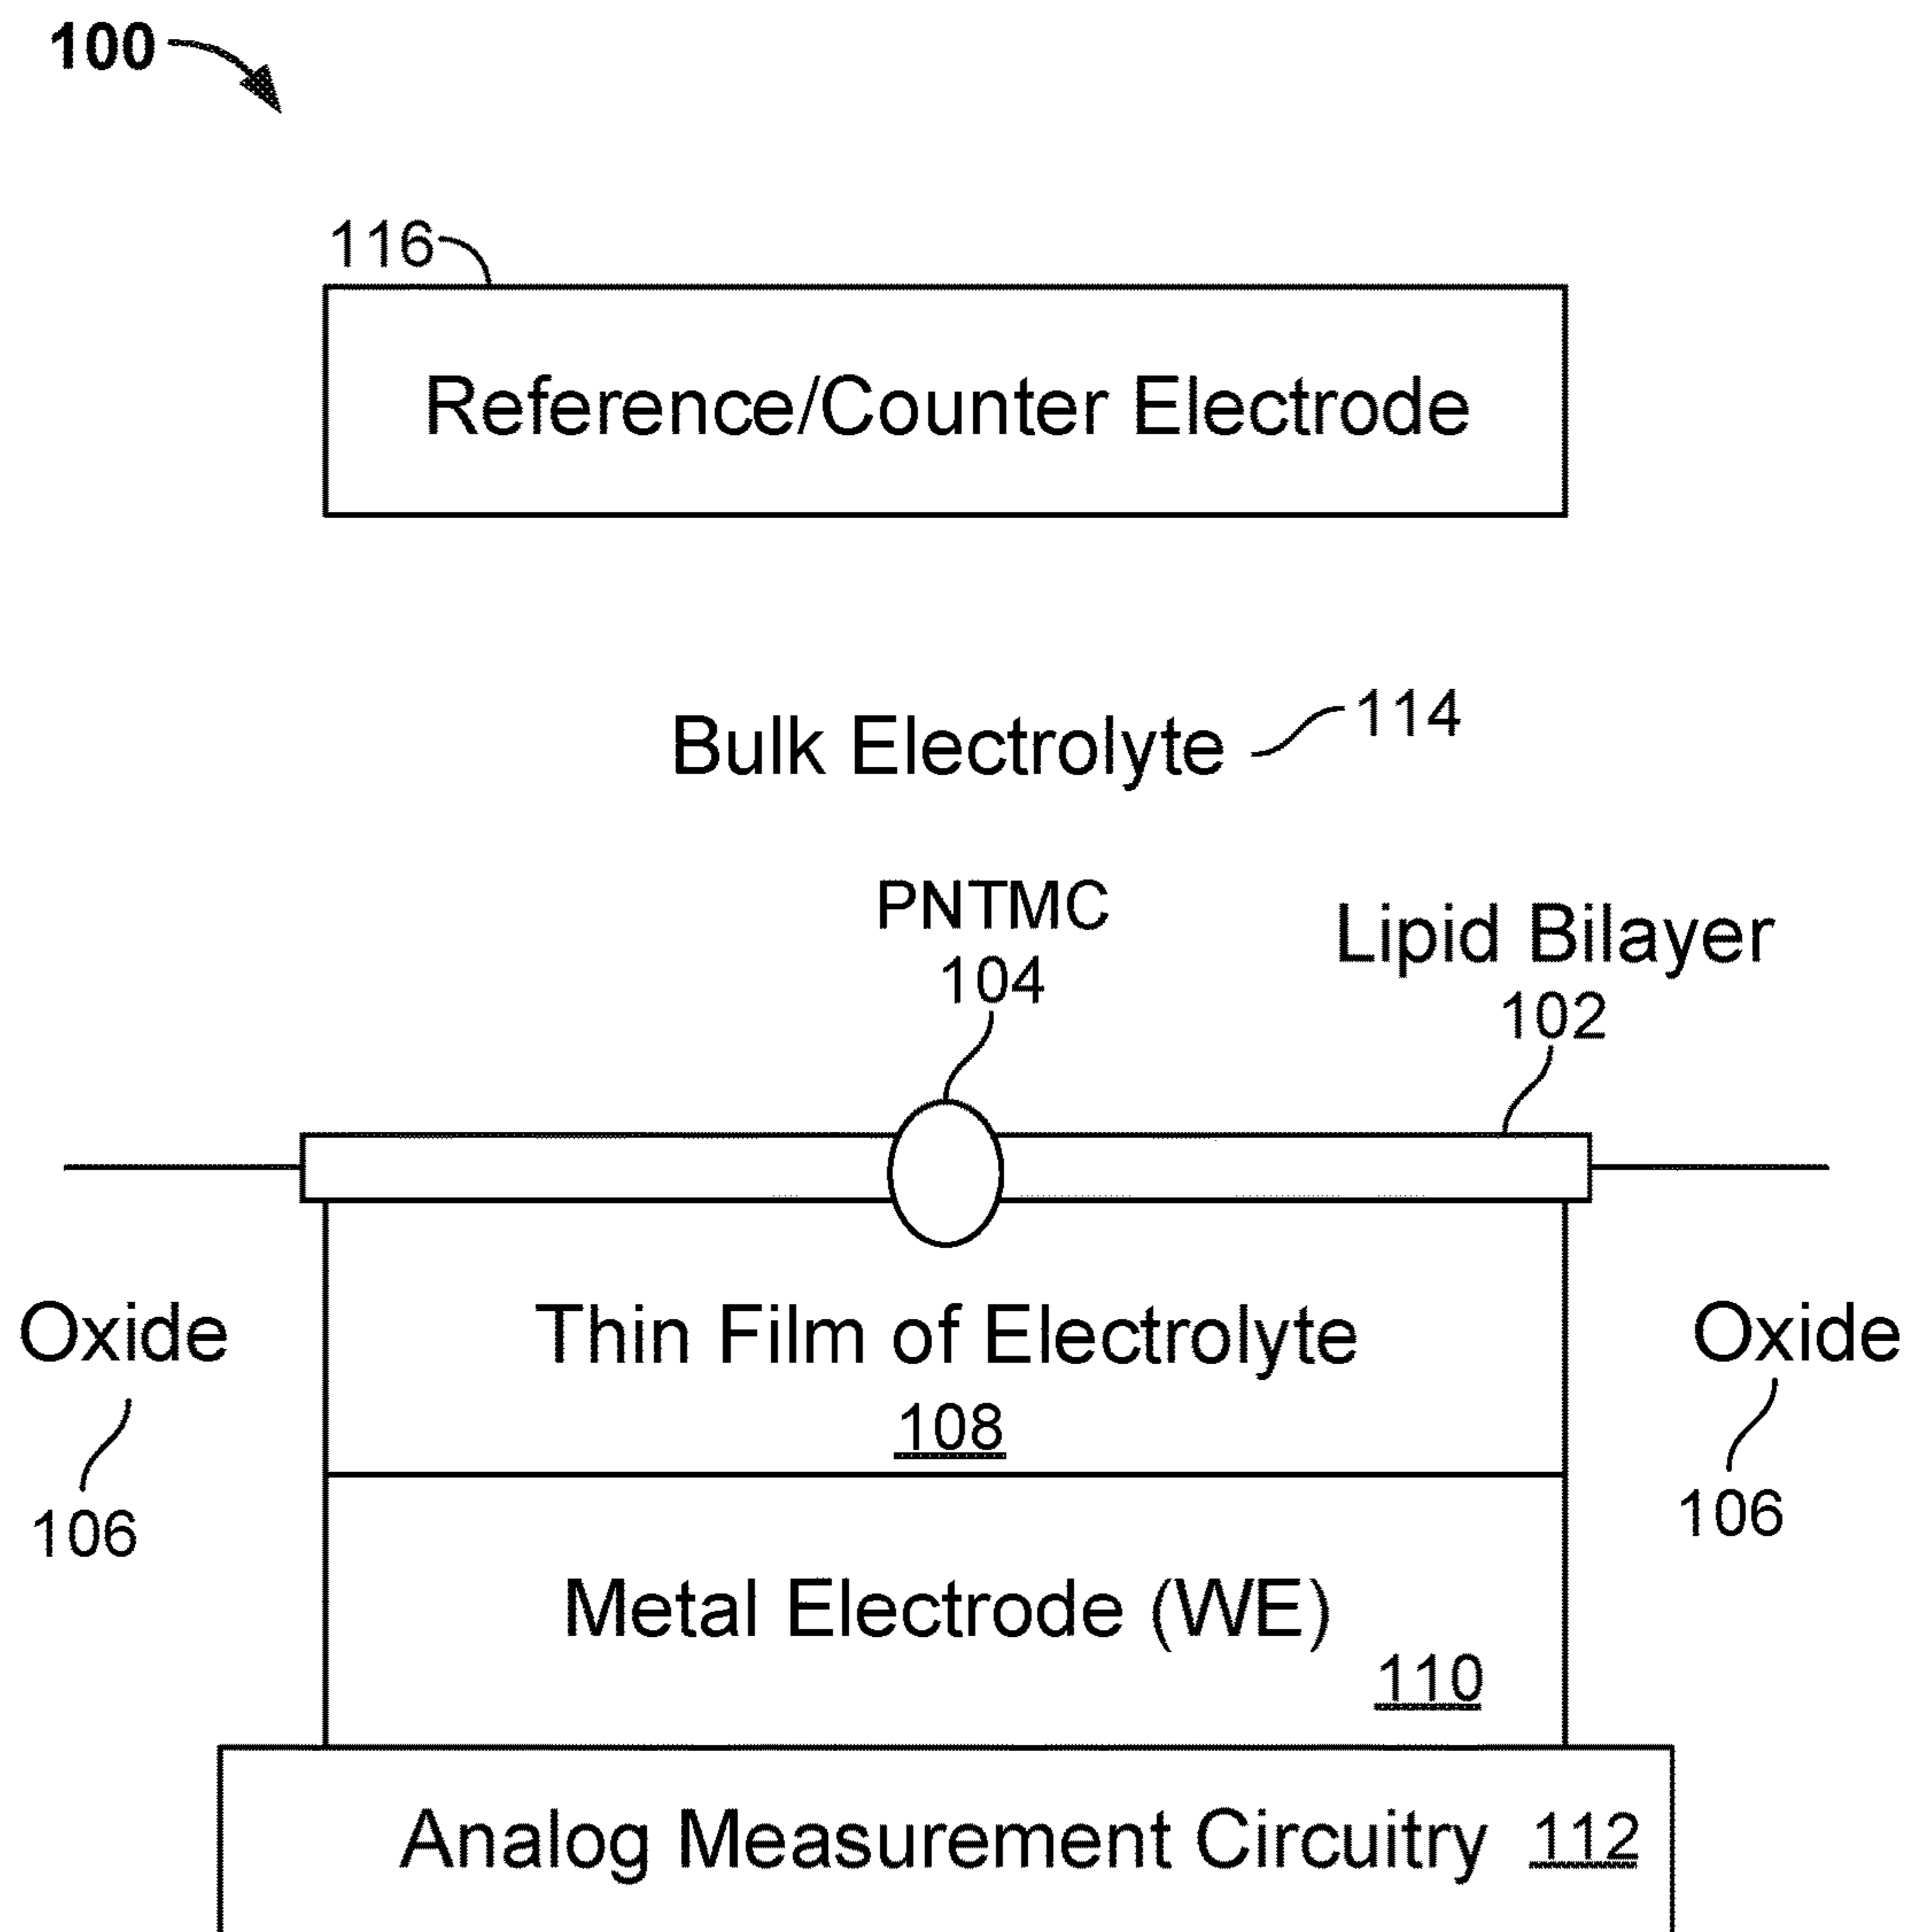 100
116
Reference/Counter Electrode
Bulk Electrolyte 114
PNTMC
104
Lipid Bilayer
102
Oxide
106
Thin Film of Electrolyte
108
Oxide
106
Metal Electrode (WE)
110
Analog Measurement Circuitry 112